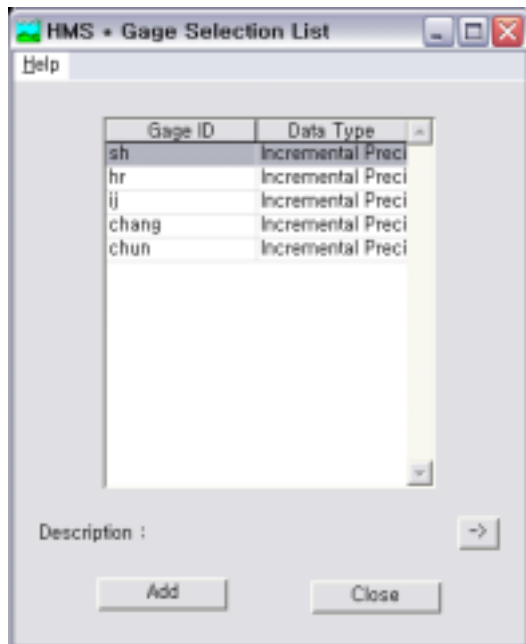 HMS * Gage Selection List
Help
Gage ID Data Type
sh Incremental Preci
hr Incremental Preci
ij Incremental Preci
chang Incremental Preci
chun Incremental Preci
Description :
->
Add Close